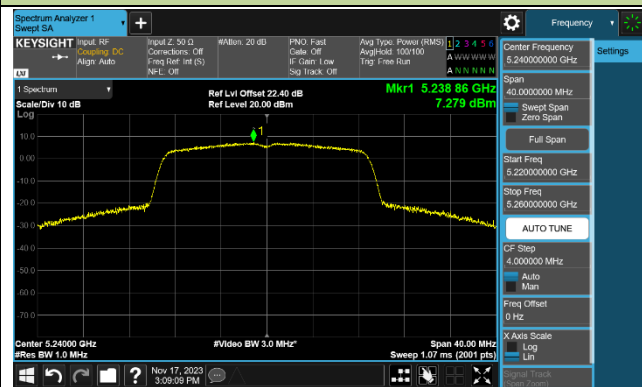 Spectrum Analyzer 1
Swept SA
Frequency
KEYSIGHT
Input: RF
Coupling: DC
Align: Auto
Input Z: 50 Ω
Corrections: Off
Freq Ref: Int (S)
NFE: Off
#Atten: 20 dB
PNO: Fast
Gate: Off
IF Gain: Low
Sig Track: Off
Avg Type: Power (RMS)
Avg|Hold: 100/100
Trig: Free Run
1 2 3 4 5 6
A W W W W W
A N N N N N
LXI
1 Spectrum
Scale/Div 10 dB
Log
Ref Lvl Offset 22.40 dB
Ref Level 20.00 dBm
Mkr1 5.238 86 GHz
7.279 dBm
1
10.0
0.00
-10.0
-20.0
-30.0
-40.0
-50.0
-60.0
-70.0
Center 5.24000 GHz
#Res BW 1.0 MHz
#Video BW 3.0 MHz*
Span 40.00 MHz
Sweep 1.07 ms (2001 pts)
Nov 17, 2023
3:09:09 PM
Center Frequency
5.240000000 GHz
Span
40.0000000 MHz
Swept Span
Zero Span
Full Span
Start Freq
5.220000000 GHz
Stop Freq
5.260000000 GHz
AUTO TUNE
CF Step
4.000000 MHz
Auto
Man
Freq Offset
0 Hz
X Axis Scale
Log
Lin
Signal Track
(Span Zoom)
Settings